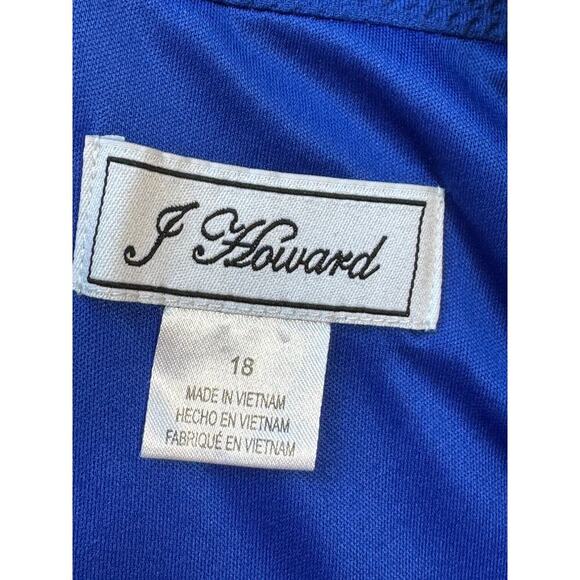 J Howard
18
MADE IN VIETNAM
HECHO EN VIETNAM
FABRIQUÉ EN VIETNAM